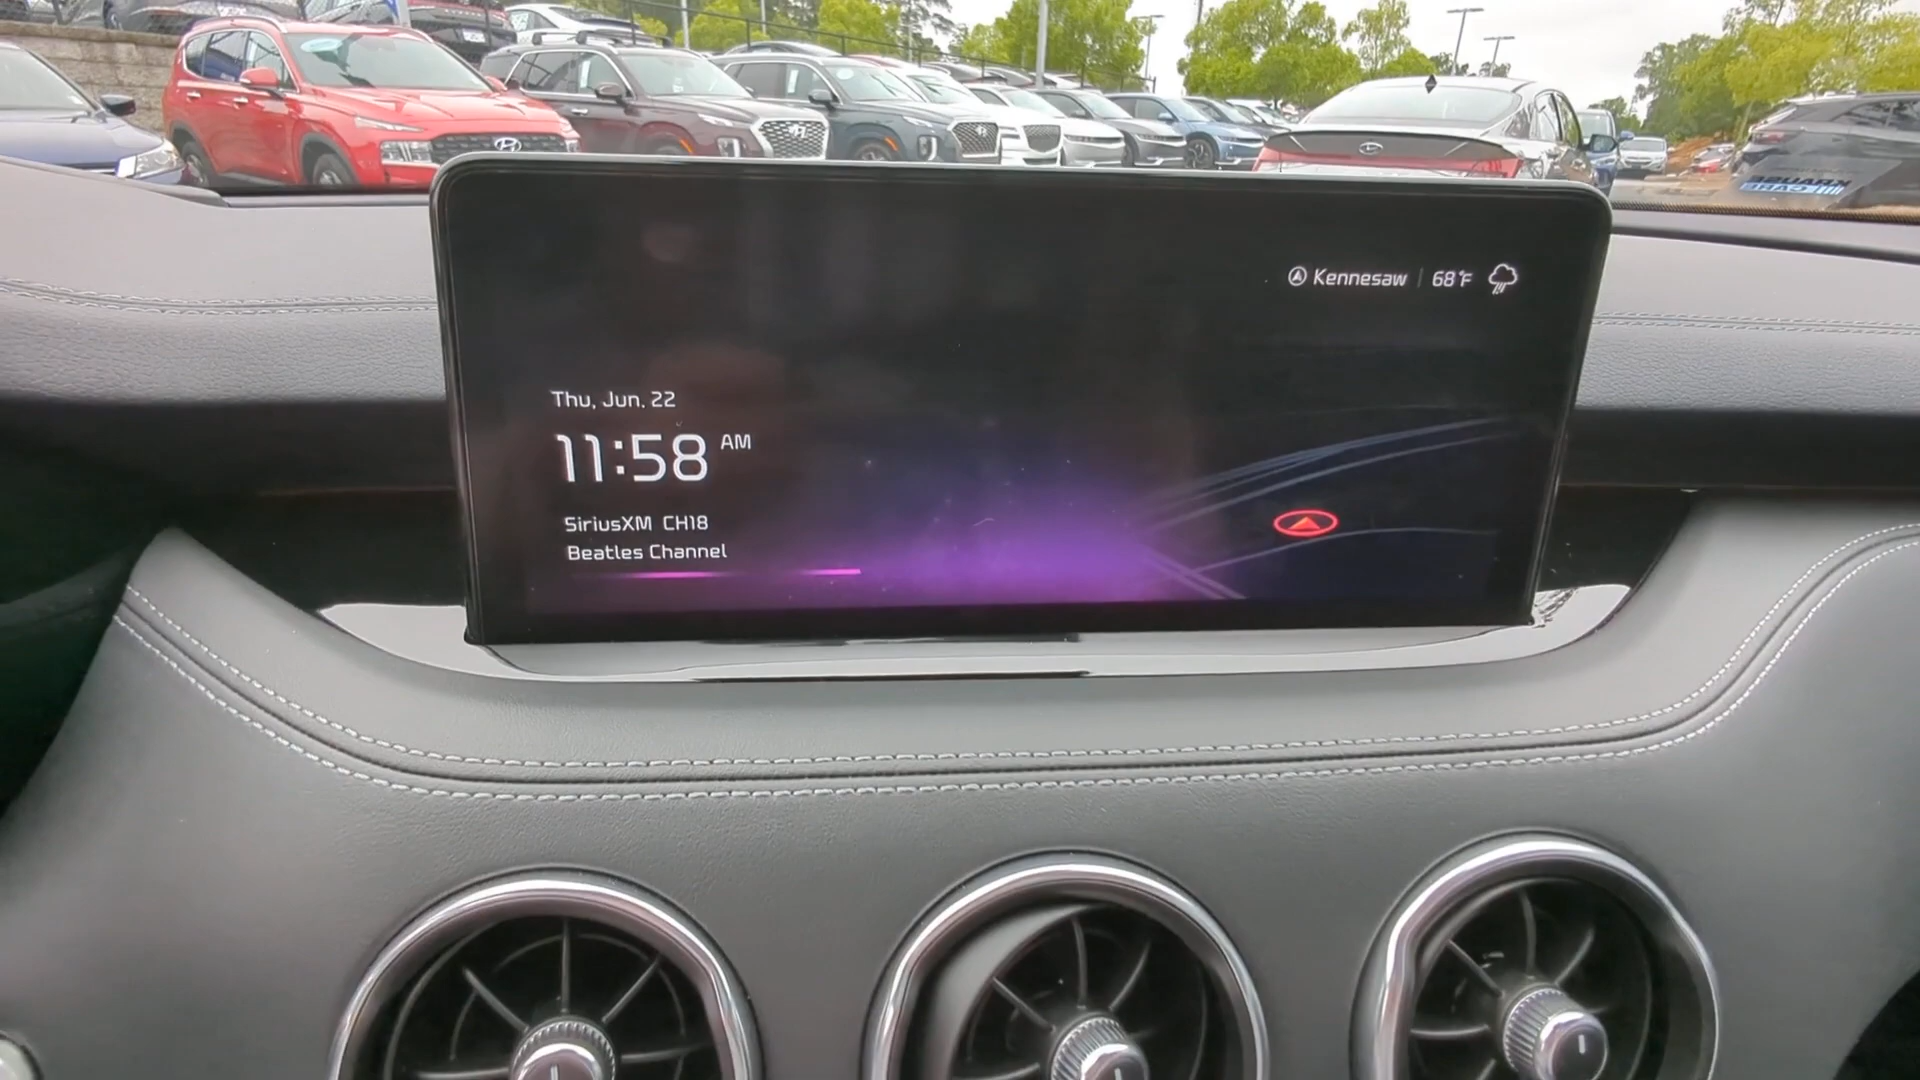 Kennesaw | 68°F
Thu, Jun. 22
11:58 AM
SiriusXM CH18
Beatles Channel